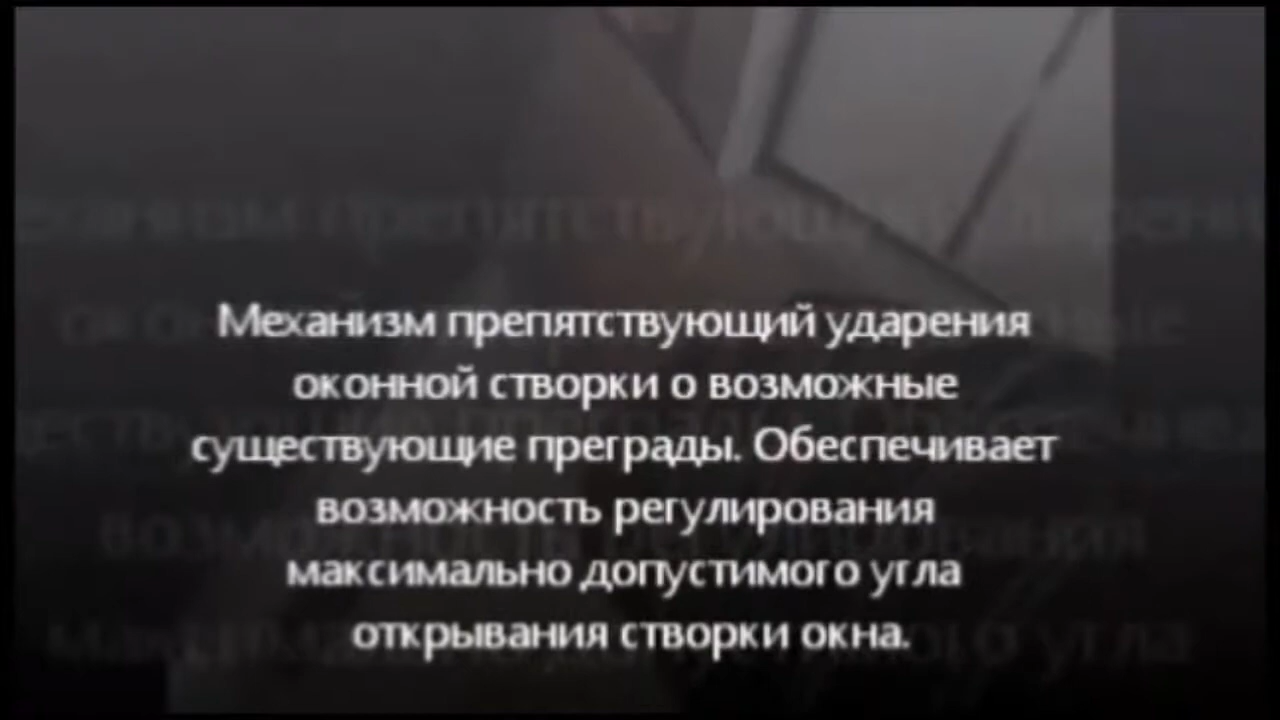 Механизм препятствующий ударения
оконной створки о возможные
существующие преграды. Обеспечивает
возможность регулирования
максимально допустимого угла
открывания створки окна.